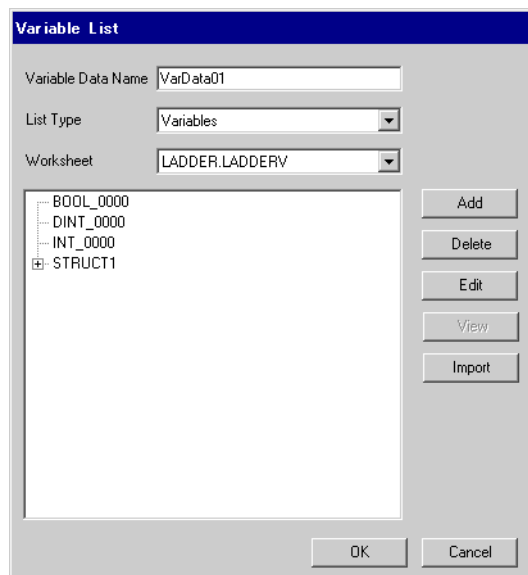 Variable List
Variable Data Name VarData01
List Type Variables
Worksheet LADDER.LADDERV
BOOL_0000
DINT_0000
INT_0000
STRUCT1
Add
Delete
Edit
View
Import
OK Cancel